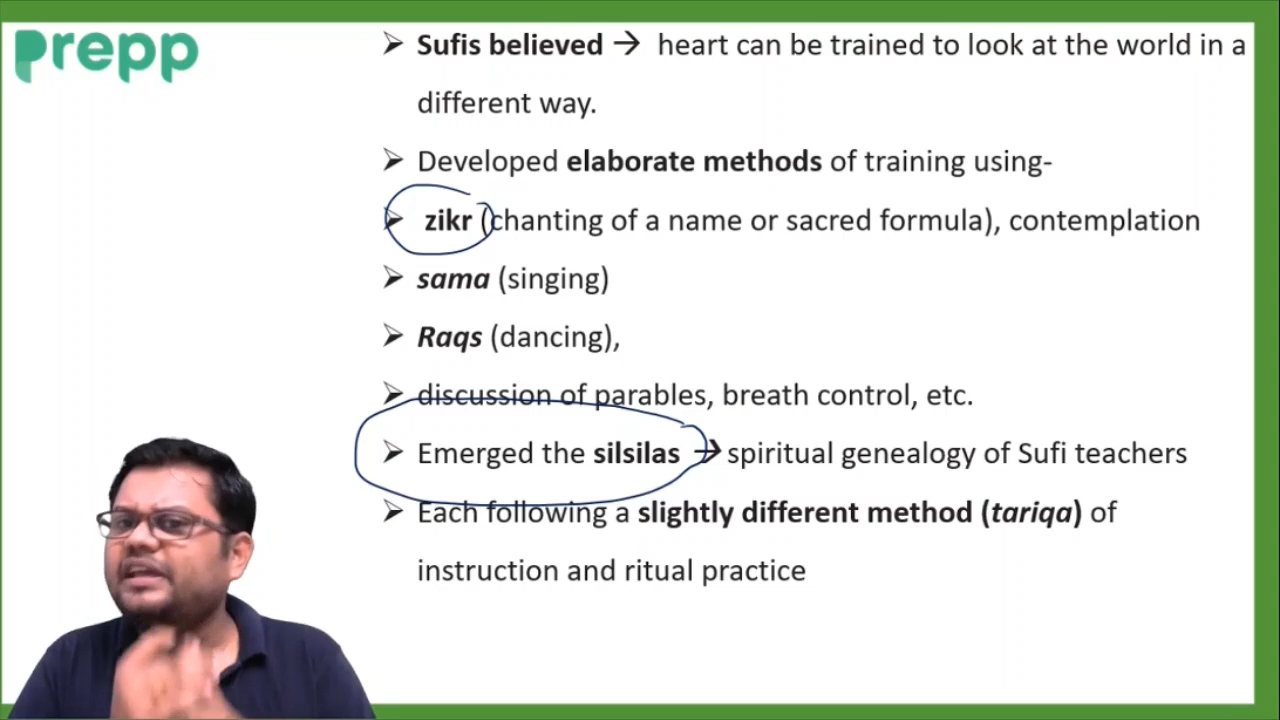 prepp
➢ Sufis believed → heart can be trained to look at the world in a
different way.
➢ Developed elaborate methods of training using-
➢ zikr (chanting of a name or sacred formula), contemplation
➢ sama (singing)
➢ Raqs (dancing),
➢ discussion of parables, breath control, etc.
➢ Emerged the silsilas → spiritual genealogy of Sufi teachers
➢ Each following a slightly different method (tariqa) of
instruction and ritual practice